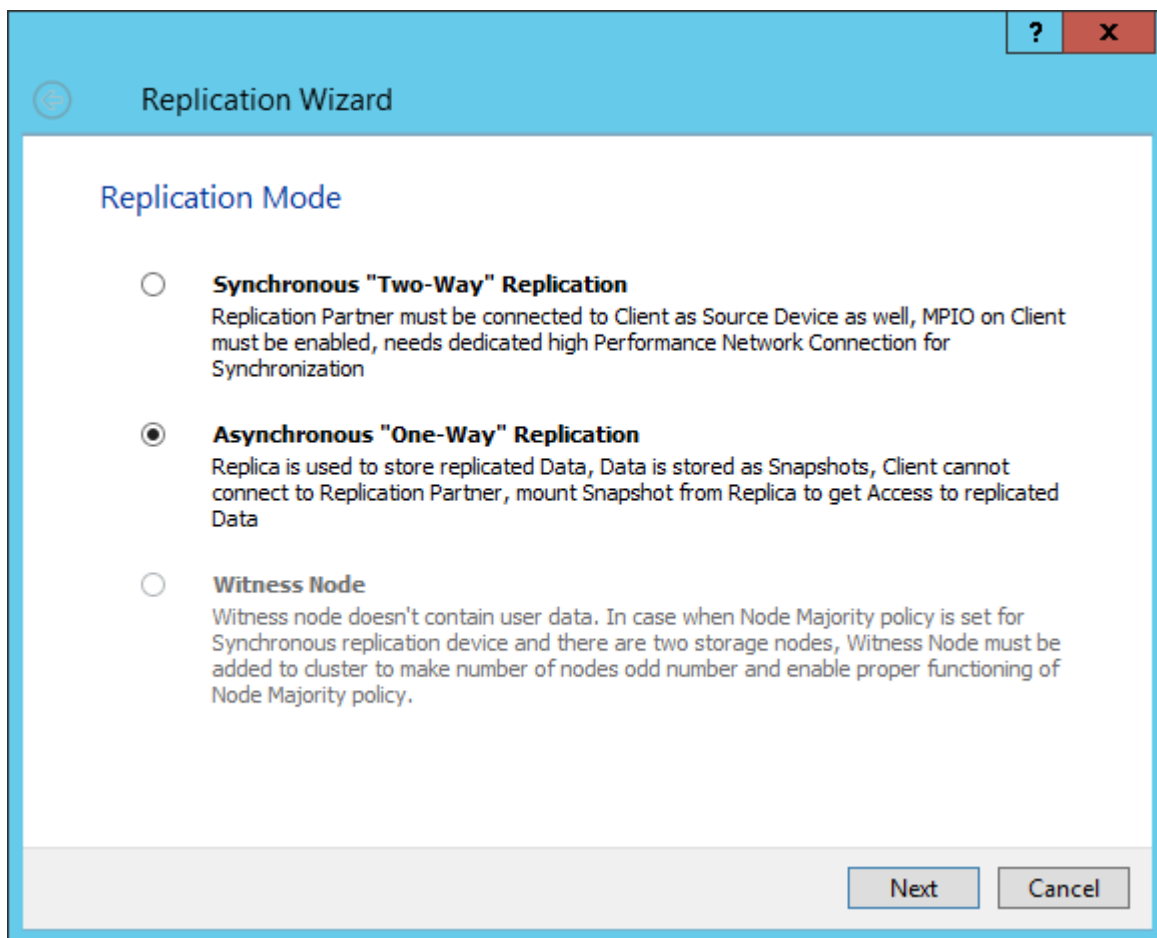 ? x
Replication Wizard
Replication Mode
Synchronous "Two-Way" Replication
Replication Partner must be connected to Client as Source Device as well, MPIO on Client
must be enabled, needs dedicated high Performance Network Connection for
Synchronization
Asynchronous "One-Way" Replication
Replica is used to store replicated Data, Data is stored as Snapshots, Client cannot
connect to Replication Partner, mount Snapshot from Replica to get Access to replicated
Data
Witness Node
Witness node doesn't contain user data. In case when Node Majority policy is set for
Synchronous replication device and there are two storage nodes, Witness Node must be
added to cluster to make number of nodes odd number and enable proper functioning of
Node Majority policy.
Next Cancel